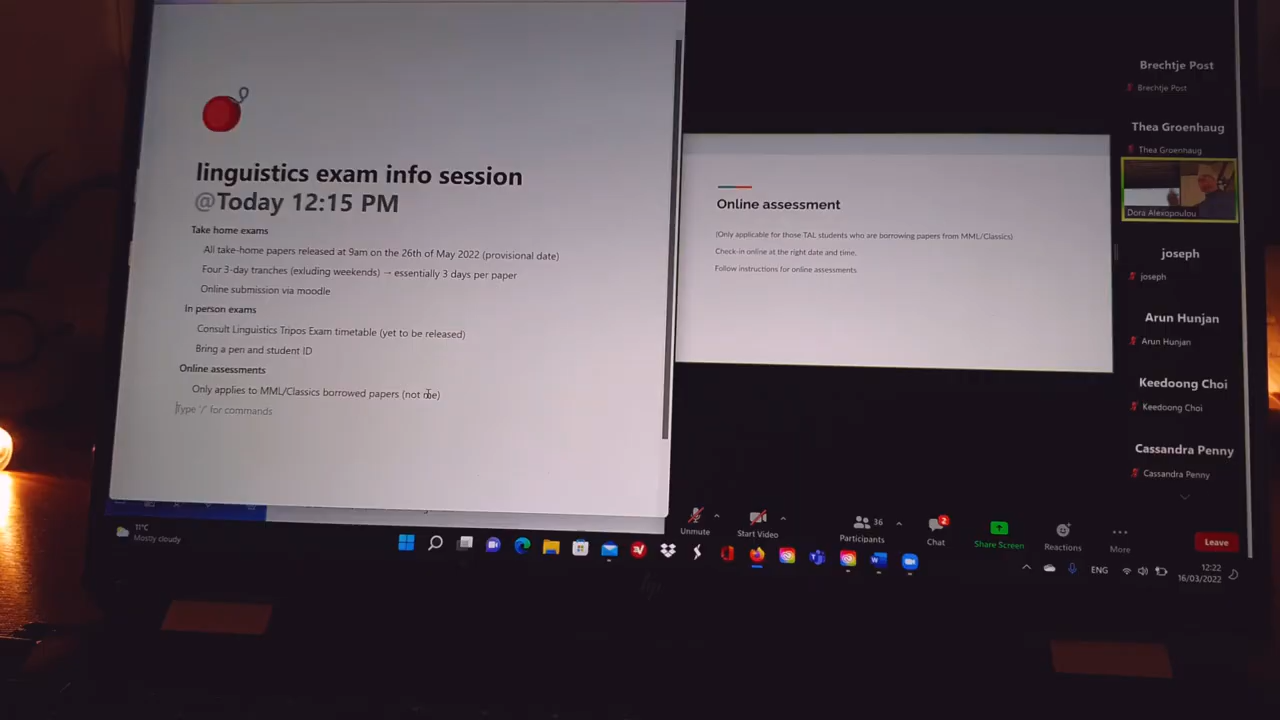 linguistics exam info session
@Today 12:15 PM
Take home exams
All take-home papers released at 9am on the 26th of May 2022 (provisional date)
Four 3-day tranches (exluding weekends) -- essentially 3 days per paper
Online submission via moodle
In person exams
Consult Linguistics Tripos Exam timetable (yet to be released)
Bring a pen and student ID
Online assessments
Only applies to MML/Classics borrowed papers (not me)
Type '/' for commands
Online assessment
(Only applicable for those TAL students who are borrowing papers from MML/Classics)
Check-in online at the right date and time.
Follow instructions for online assessments.
Brechtje Post
Brechtje Post
Thea Groenhaug
Thea Groenhaug
Dora Alexopoulou
joseph
joseph
Arun Hunjan
Arun Hunjan
Keedoong Choi
Keedoong Choi
Cassandra Penny
Cassandra Penny
Unmute
Start Video
36
Participants
2
Chat
Share Screen
Reactions
More
Leave
11°C
Mostly cloudy
ENG
12:22
16/03/2022
hp